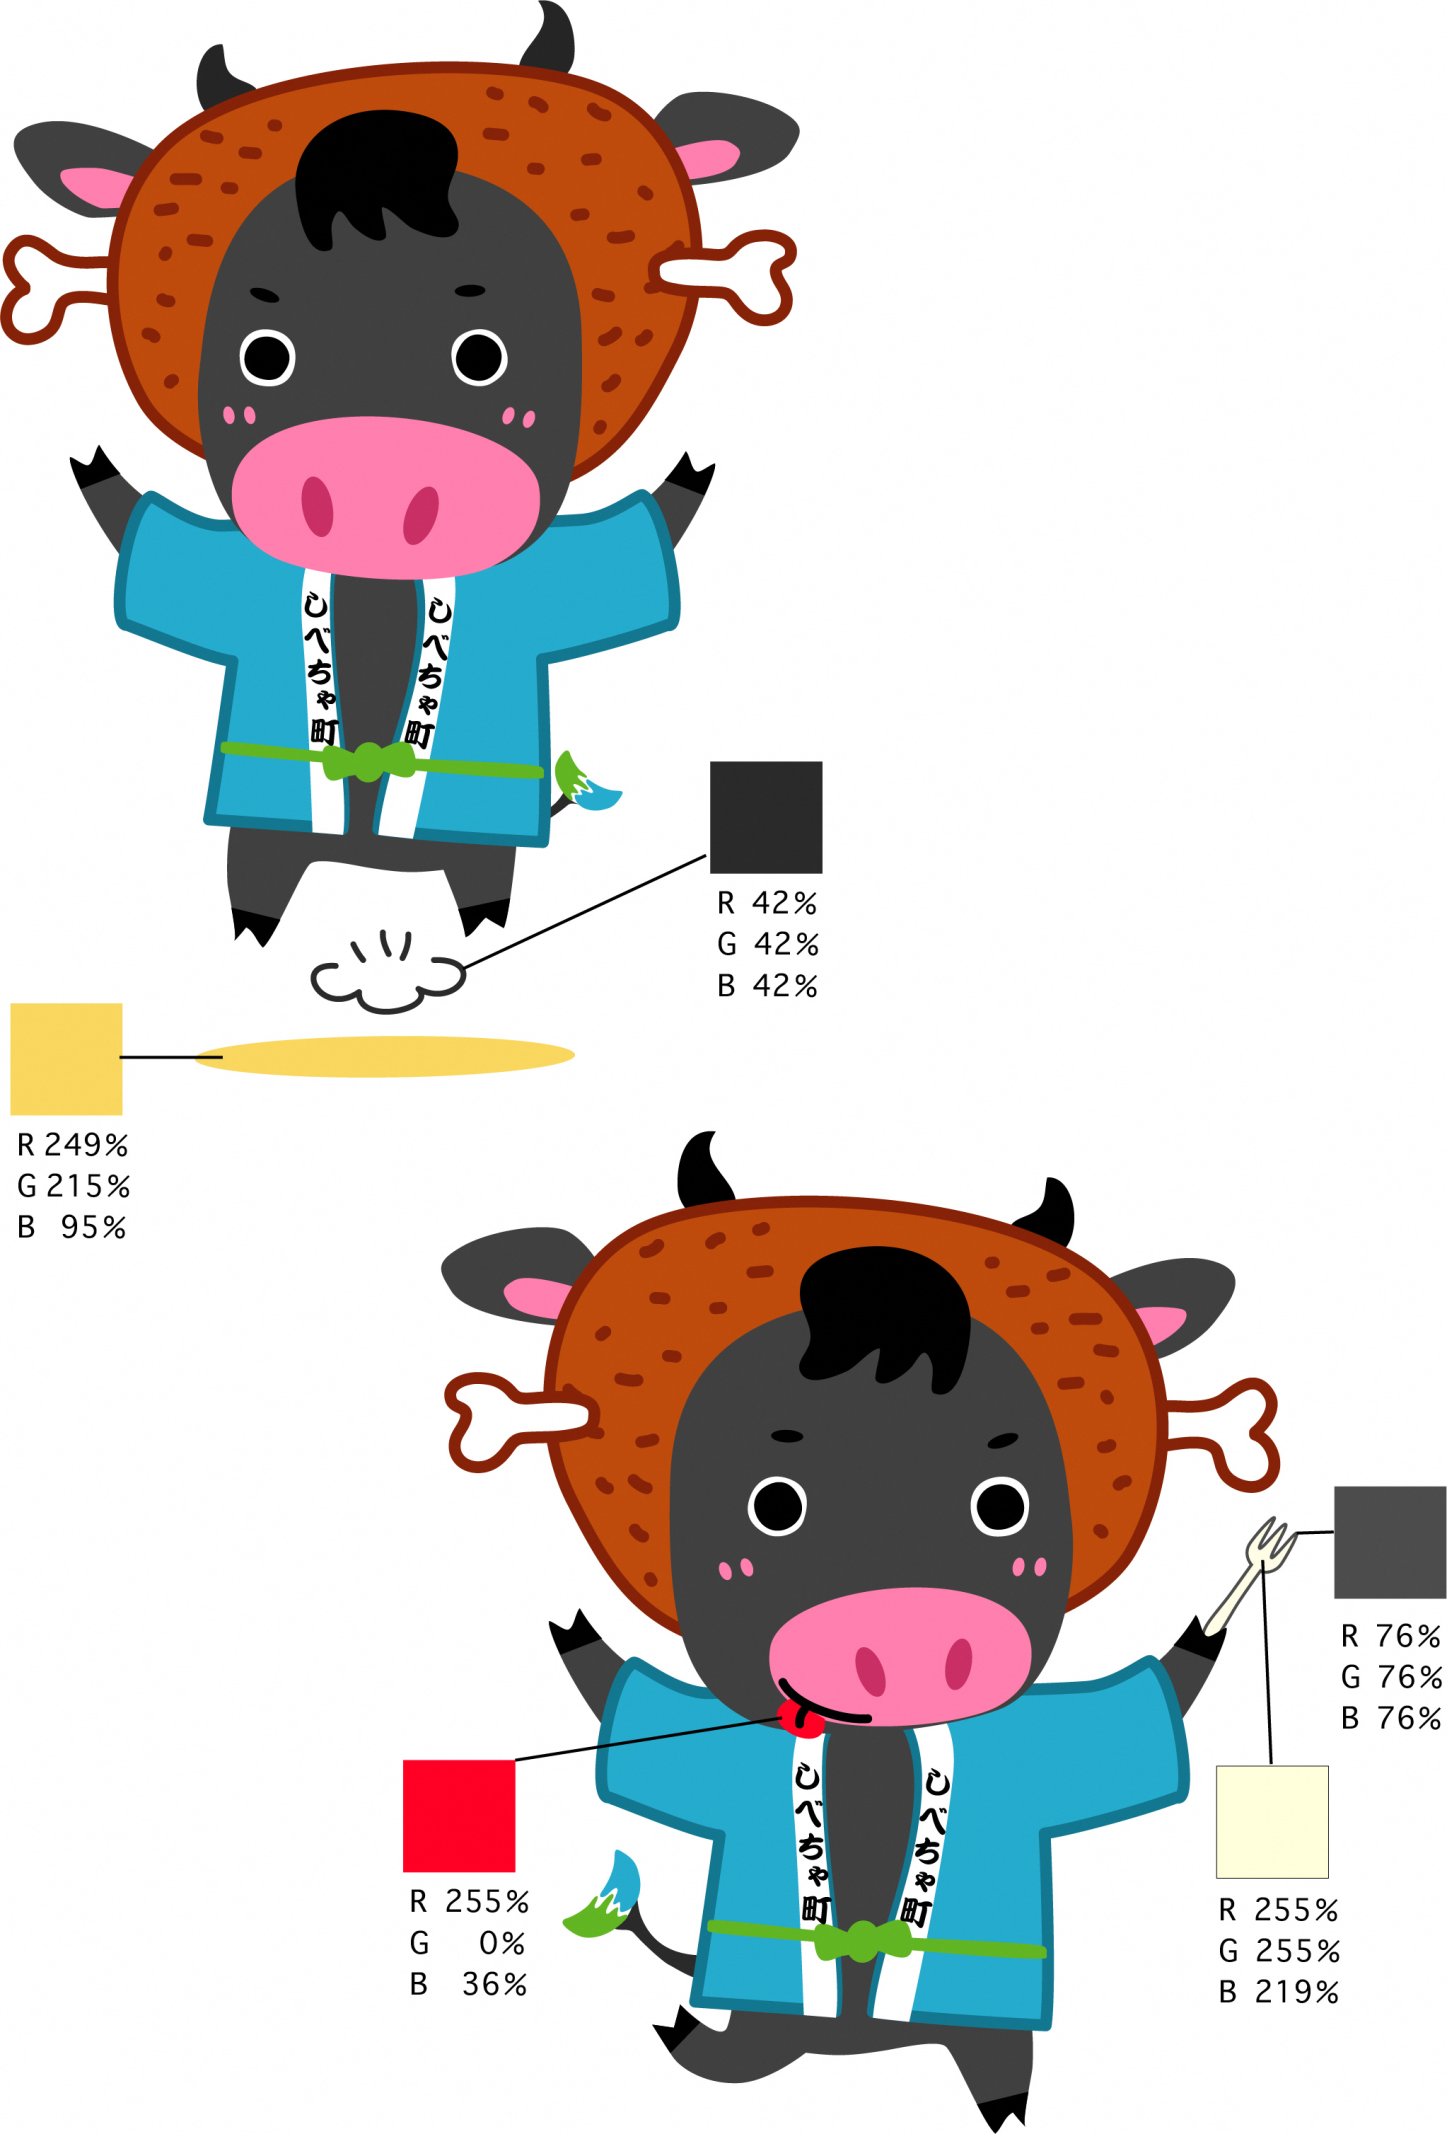 しべちゃ町
しべちゃ町
R 42%
G 42%
B 42%
R 249%
G 215%
B 95%
R 76%
G 76%
B 76%
R 255%
G 0%
B 36%
しべちゃ町
しべちゃ町
R 255%
G 255%
B 219%